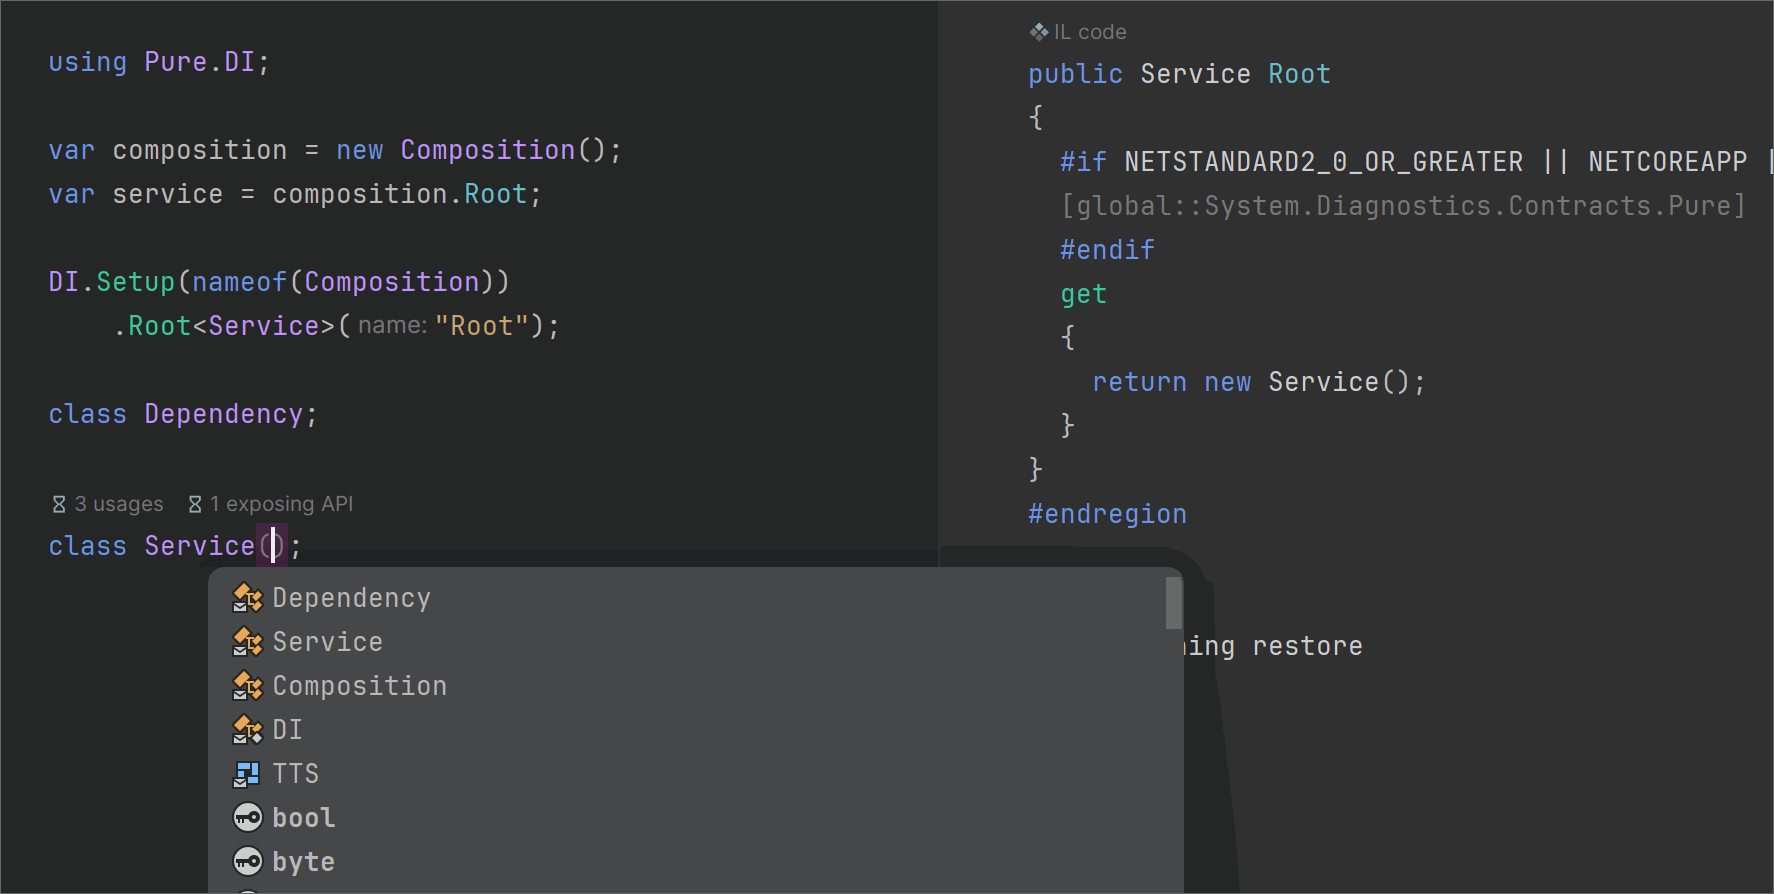 using Pure.DI;
var composition = new Composition();
var service = composition.Root;
DI.Setup(nameof(Composition))
.Root<Service>( name: "Root");
class Dependency;
3 usages 1 exposing API
class Service();
Dependency
Service
Composition
DI
TTS
bool
byte
IL code
public Service Root
{
#if NETSTANDARD2_0_OR_GREATER || NETCOREAPP |
[global::System.Diagnostics.Contracts.Pure]
#endif
get
{
return new Service();
}
}
#endregion
restore